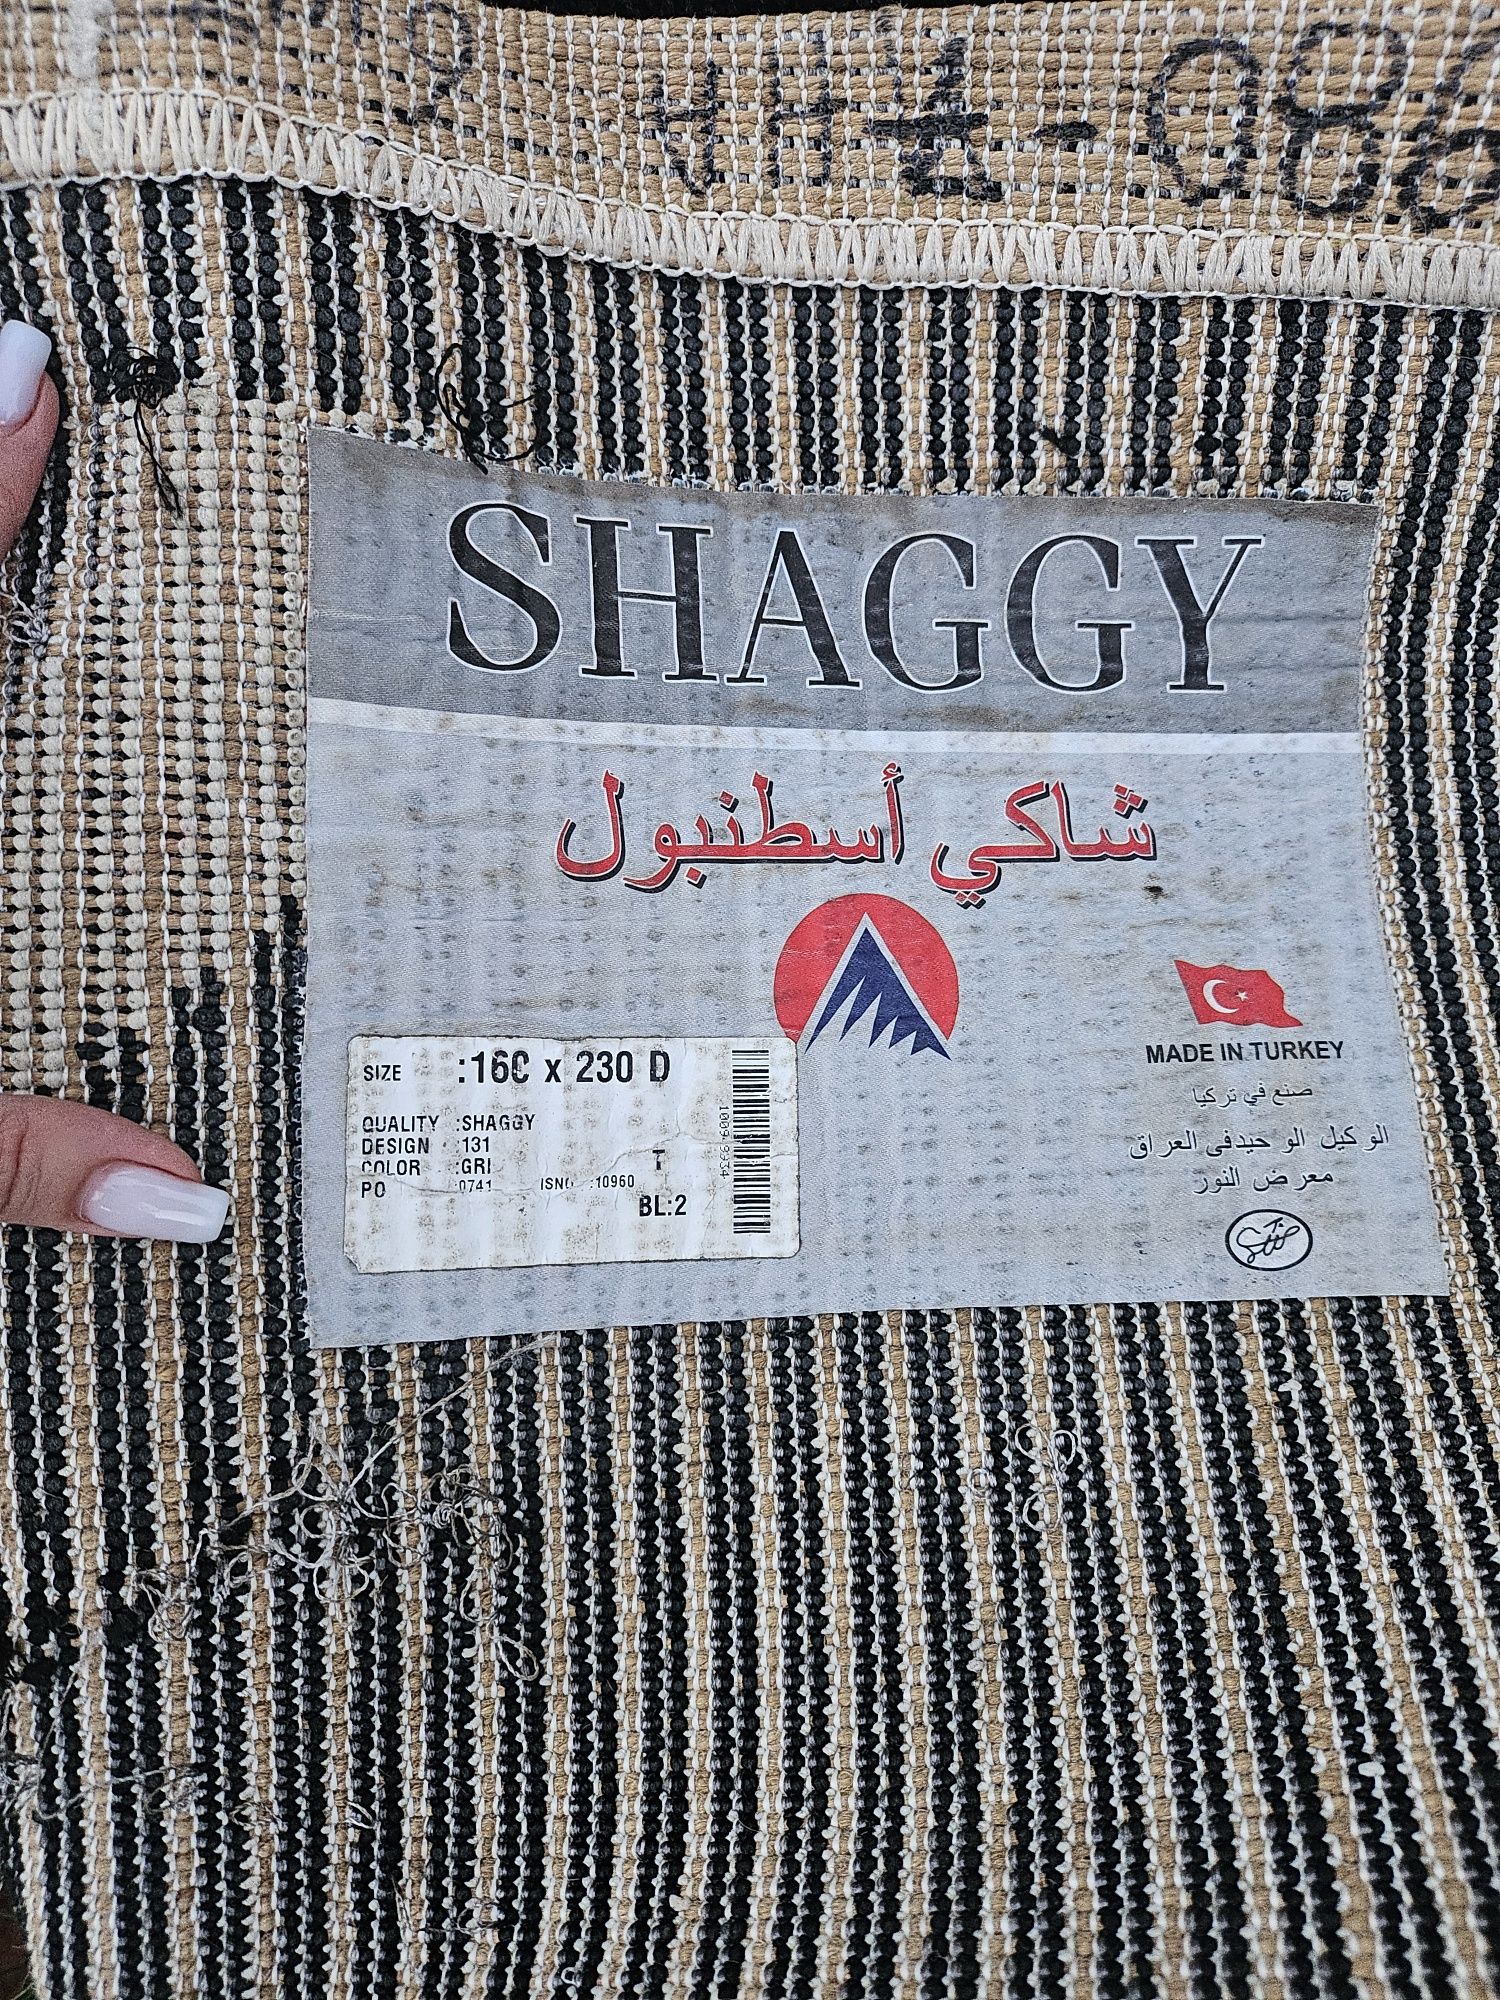 SHAGGY
شاكي أسطنبول
MADE IN TURKEY
صنع في تركيا
الوكيل الوحيدفى العراق
معرض النور
SIZE :160 x 230 D
QUALITY :SHAGGY
DESIGN :131
COLOR :GRI T
PO :0741 ISNO :10960
BL:2